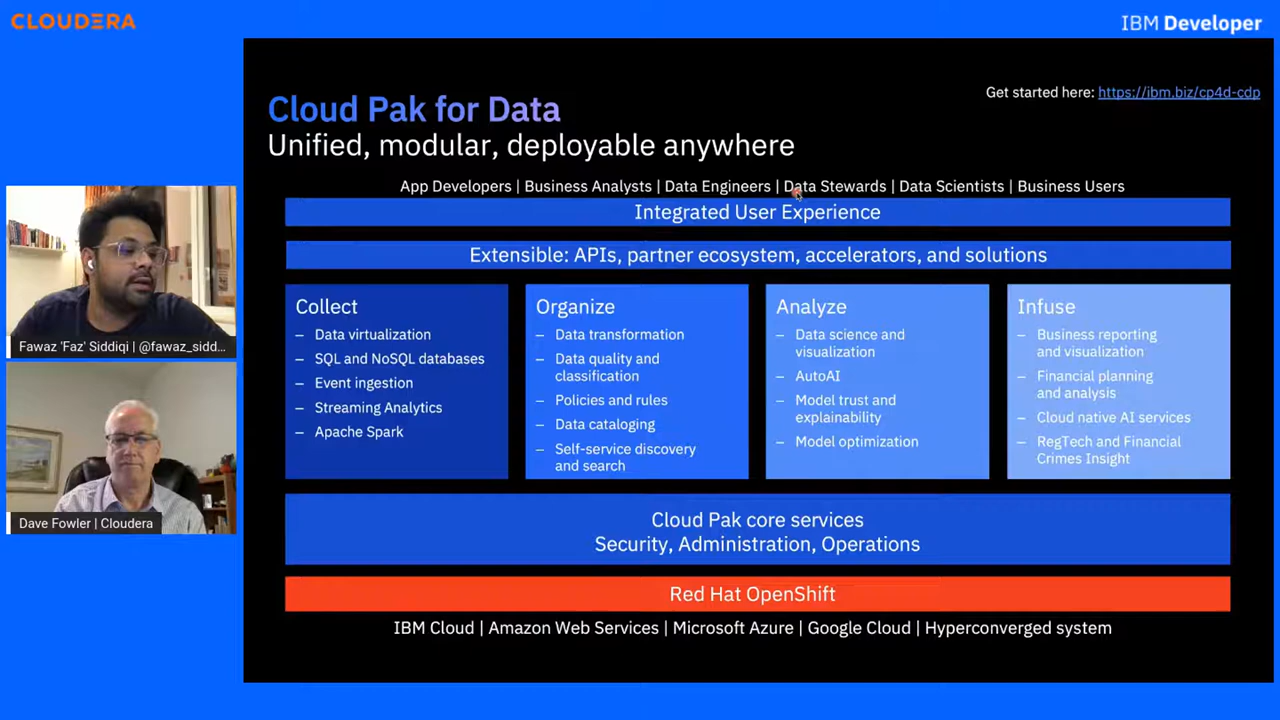 CLOUDERA
IBM Developer
Get started here: https://ibm.biz/cp4d-cdp
Cloud Pak for Data
Unified, modular, deployable anywhere
App Developers | Business Analysts | Data Engineers | Data Stewards | Data Scientists | Business Users
Integrated User Experience
Extensible: APIs, partner ecosystem, accelerators, and solutions
Collect
– Data virtualization
– SQL and NoSQL databases
– Event ingestion
– Streaming Analytics
– Apache Spark
Organize
– Data transformation
– Data quality and
classification
– Policies and rules
– Data cataloging
– Self-service discovery
and search
Analyze
– Data science and
visualization
– AutoAI
– Model trust and
explainability
– Model optimization
Infuse
– Business reporting
and visualization
– Financial planning
and analysis
– Cloud native AI services
– RegTech and Financial
Crimes Insight
Cloud Pak core services
Security, Administration, Operations
Red Hat OpenShift
IBM Cloud | Amazon Web Services | Microsoft Azure | Google Cloud | Hyperconverged system
Fawaz 'Faz' Siddiqi | @fawaz_sidd...
Dave Fowler | Cloudera